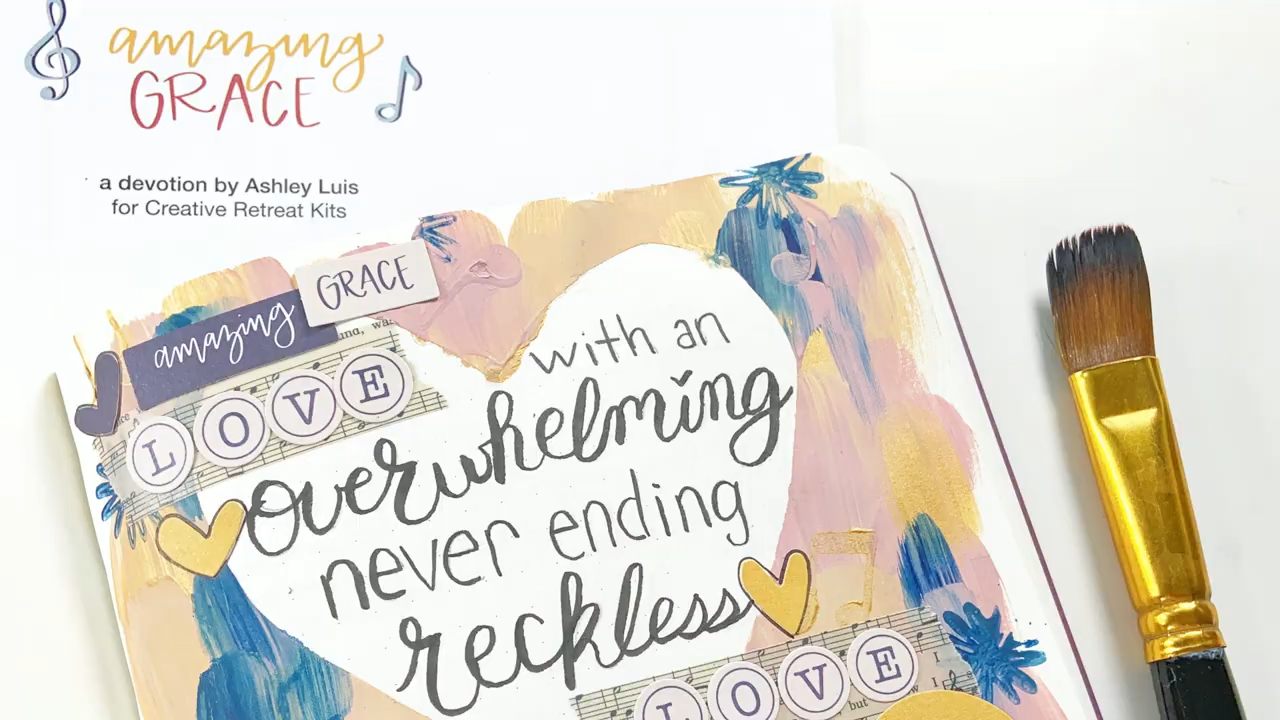 amazing
GRACE
a devotion by Ashley Luis
for Creative Retreat Kits
amazing GRACE
LOVE
with an
overwhelming
never ending
reckless
LOVE
but
I